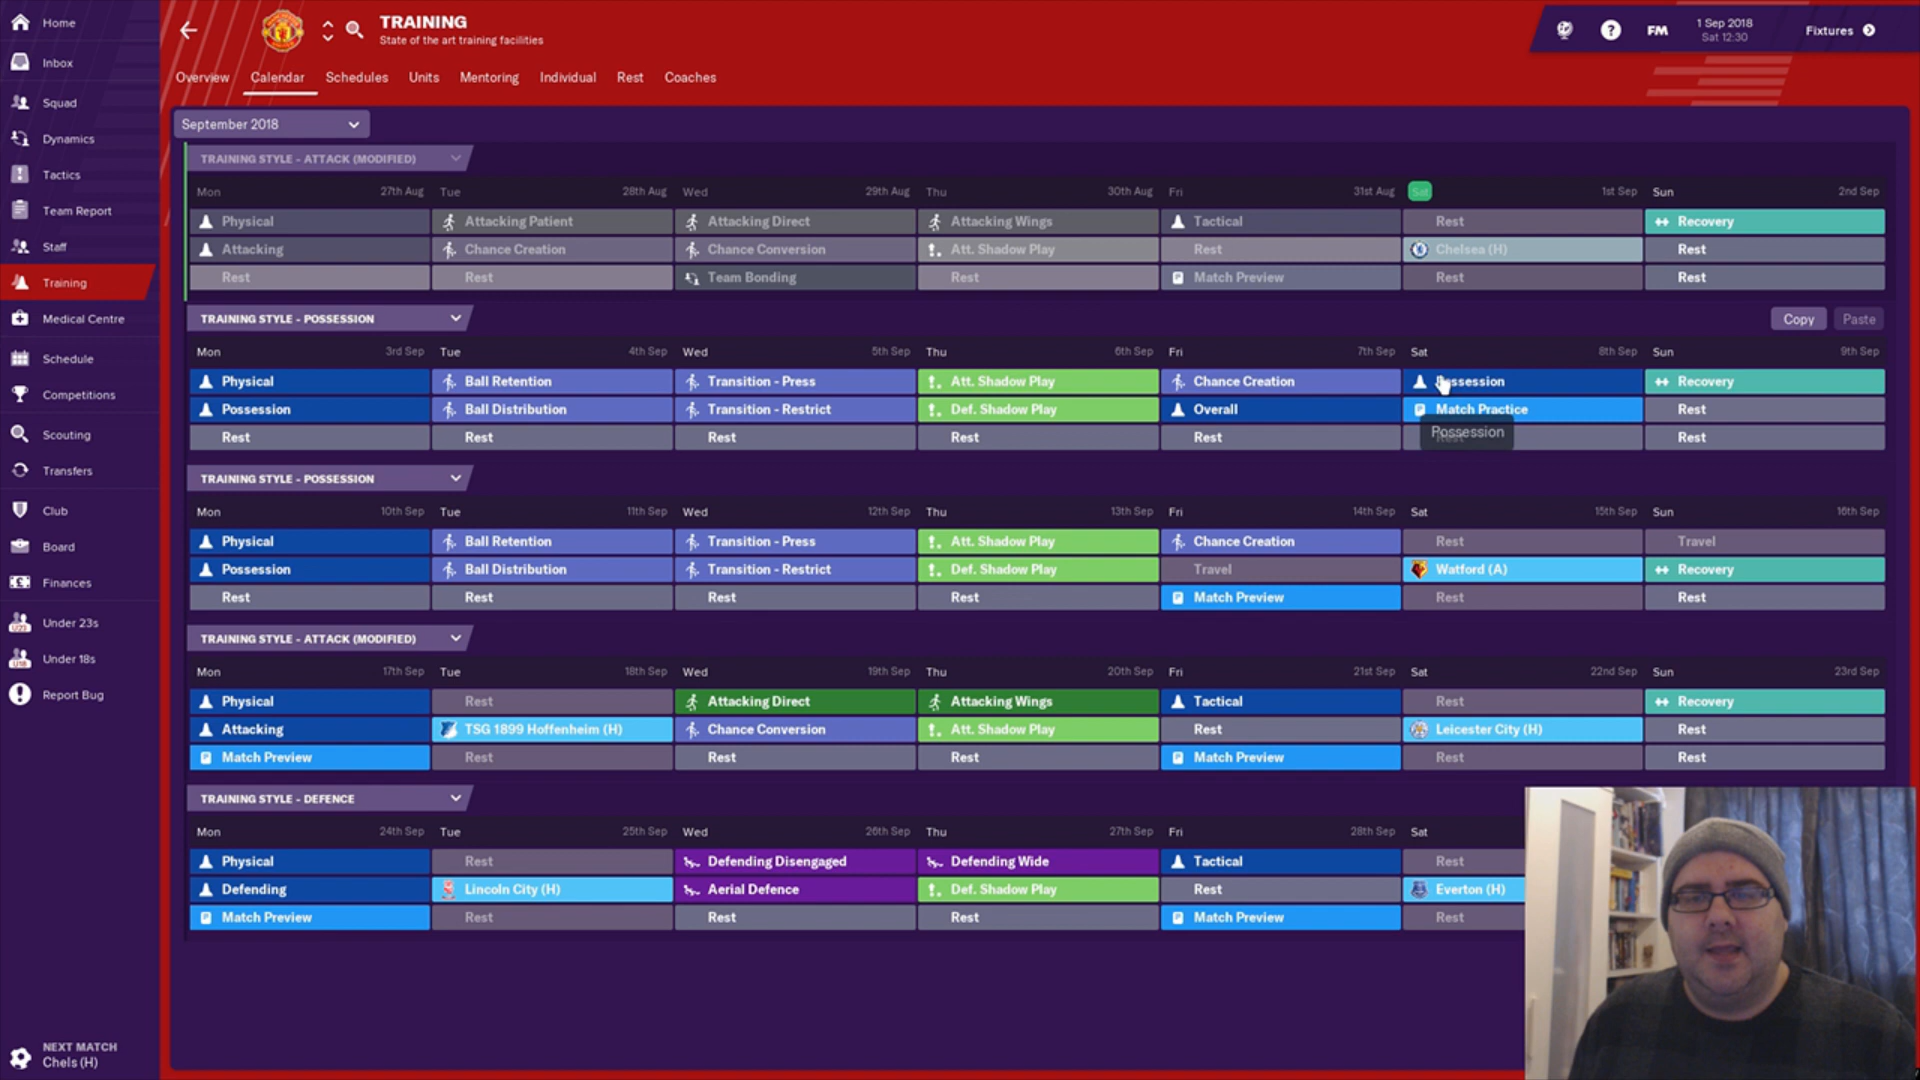 Home
Inbox
Squad
Dynamics
Tactics
Team Report
Staff
Training
Medical Centre
Schedule
Competitions
Scouting
Transfers
Club
Board
Finances
Under 23s
Under 18s
Report Bug
NEXT MATCH
Chels (H)
TRAINING
State of the art training facilities
FM
1 Sep 2018
Sat 12:30
Fixtures
Overview Calendar Schedules Units Mentoring Individual Rest Coaches
September 2018
TRAINING STYLE - ATTACK (MODIFIED)
Mon 27th Aug Tue 28th Aug Wed 29th Aug Thu 30th Aug Fri 31st Aug Sat 1st Sep Sun 2nd Sep
Physical Attacking Patient Attacking Direct Attacking Wings Tactical Rest Recovery
Attacking Chance Creation Chance Conversion Att. Shadow Play Rest Chelsea (H) Rest
Rest Rest Team Bonding Rest Match Preview Rest Rest
TRAINING STYLE - POSSESSION Copy Paste
Mon 3rd Sep Tue 4th Sep Wed 5th Sep Thu 6th Sep Fri 7th Sep Sat 8th Sep Sun 9th Sep
Physical Ball Retention Transition - Press Att. Shadow Play Chance Creation Possession Recovery
Possession Ball Distribution Transition - Restrict Def. Shadow Play Overall Match Practice Rest
Rest Rest Rest Rest Rest Rest
Possession
TRAINING STYLE - POSSESSION
Mon 10th Sep Tue 11th Sep Wed 12th Sep Thu 13th Sep Fri 14th Sep Sat 15th Sep Sun 16th Sep
Physical Ball Retention Transition - Press Att. Shadow Play Chance Creation Rest Travel
Possession Ball Distribution Transition - Restrict Def. Shadow Play Travel Watford (A) Recovery
Rest Rest Rest Rest Match Preview Rest Rest
TRAINING STYLE - ATTACK (MODIFIED)
Mon 17th Sep Tue 18th Sep Wed 19th Sep Thu 20th Sep Fri 21st Sep Sat 22nd Sep Sun 23rd Sep
Physical Rest Attacking Direct Attacking Wings Tactical Rest Recovery
Attacking TSG 1899 Hoffenheim (H) Chance Conversion Att. Shadow Play Rest Leicester City (H) Rest
Match Preview Rest Rest Rest Match Preview Rest Rest
TRAINING STYLE - DEFENCE
Mon 24th Sep Tue 25th Sep Wed 26th Sep Thu 27th Sep Fri 28th Sep Sat
Physical Rest Defending Disengaged Defending Wide Tactical Rest
Defending Lincoln City (H) Aerial Defence Def. Shadow Play Rest Everton (H)
Match Preview Rest Rest Rest Match Preview Rest